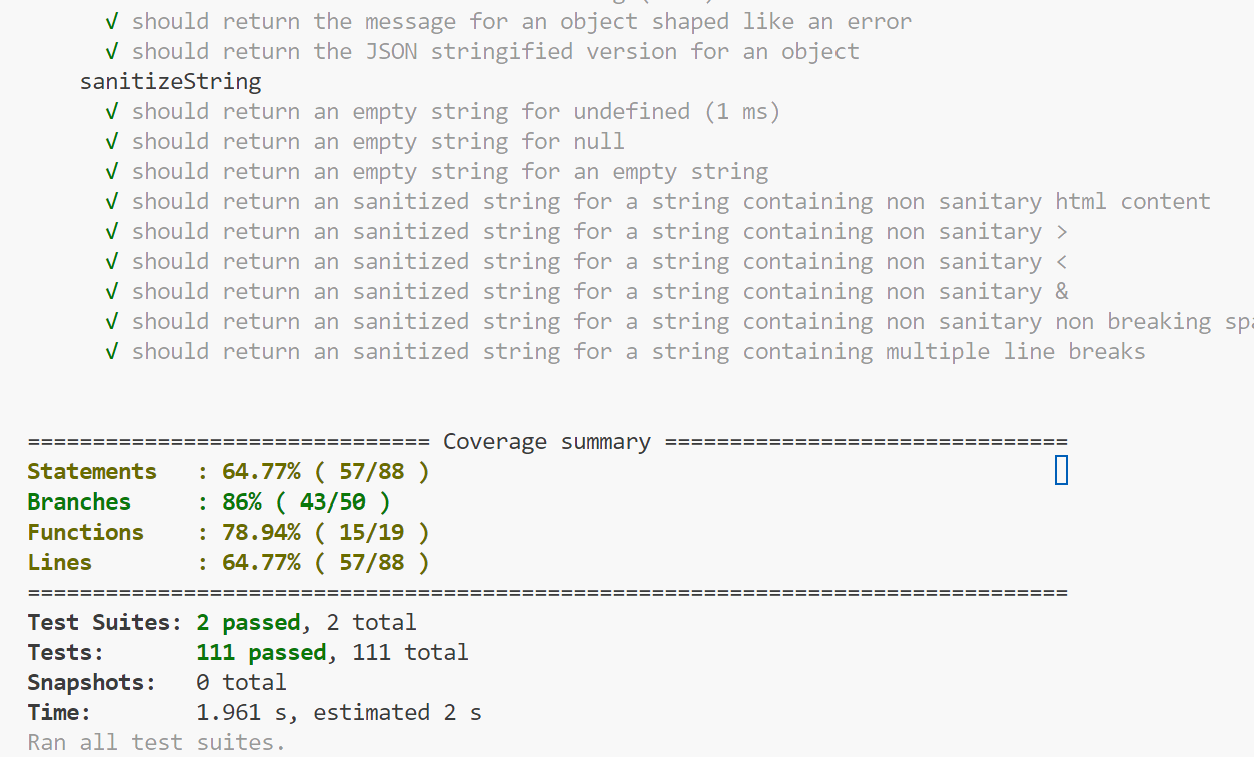 √ should return the message for an object shaped like an error
√ should return the JSON stringified version for an object
sanitizeString
√ should return an empty string for undefined (1 ms)
√ should return an empty string for null
√ should return an empty string for an empty string
√ should return an sanitized string for a string containing non sanitary html content
√ should return an sanitized string for a string containing non sanitary >
√ should return an sanitized string for a string containing non sanitary <
√ should return an sanitized string for a string containing non sanitary &
√ should return an sanitized string for a string containing non sanitary non breaking spa
√ should return an sanitized string for a string containing multiple line breaks
=============================== Coverage summary ===============================
Statements   : 64.77% ( 57/88 )
Branches     : 86% ( 43/50 )
Functions    : 78.94% ( 15/19 )
Lines        : 64.77% ( 57/88 )
================================================================================
Test Suites: 2 passed, 2 total
Tests:       111 passed, 111 total
Snapshots:   0 total
Time:        1.961 s, estimated 2 s
Ran all test suites.